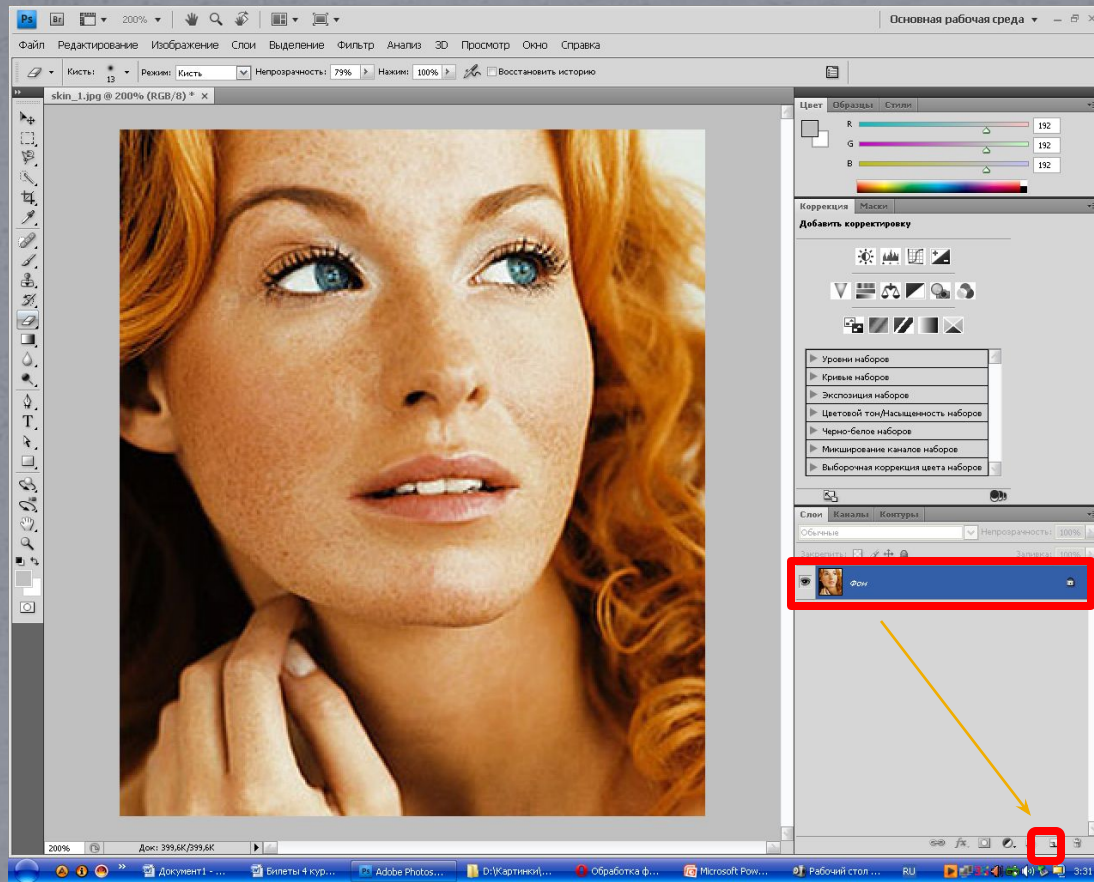 Ps Br 200% Основная рабочая среда
Файл Редактирование Изображение Слои Выделение Фильтр Анализ 3D Просмотр Окно Справка
Кисть: 13 Режим: Кисть Непрозрачность: 79% Нажим: 100% Восстановить историю
skin_1.jpg @ 200% (RGB/8) * ×
Цвет Образцы Стили
R 192
G 192
B 192
Коррекция Маски
Добавить корректировку
Уровни наборов
Кривые наборов
Экспозиция наборов
Цветовой тон/Насыщенность наборов
Черно-белое наборов
Микширование каналов наборов
Выборочная коррекция цвета наборов
Слои Каналы Контуры
Обычные Непрозрачность: 100%
Закрепить: Заливка: 100%
Фон
200% Док: 399,6K/399,6K
Документ1 - ... Билеты 4 кур... Adobe Photos... D:\Картинки\... Обработка ф... Microsoft Pow... Рабочий стол ... RU 3:31